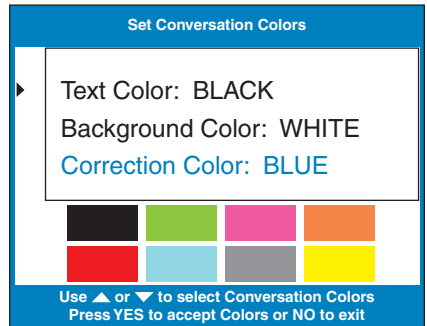 Set Conversation Colors
Text Color: BLACK
Background Color: WHITE
Correction Color: BLUE
Use ▲ or ▼ to select Conversation Colors
Press YES to accept Colors or NO to exit